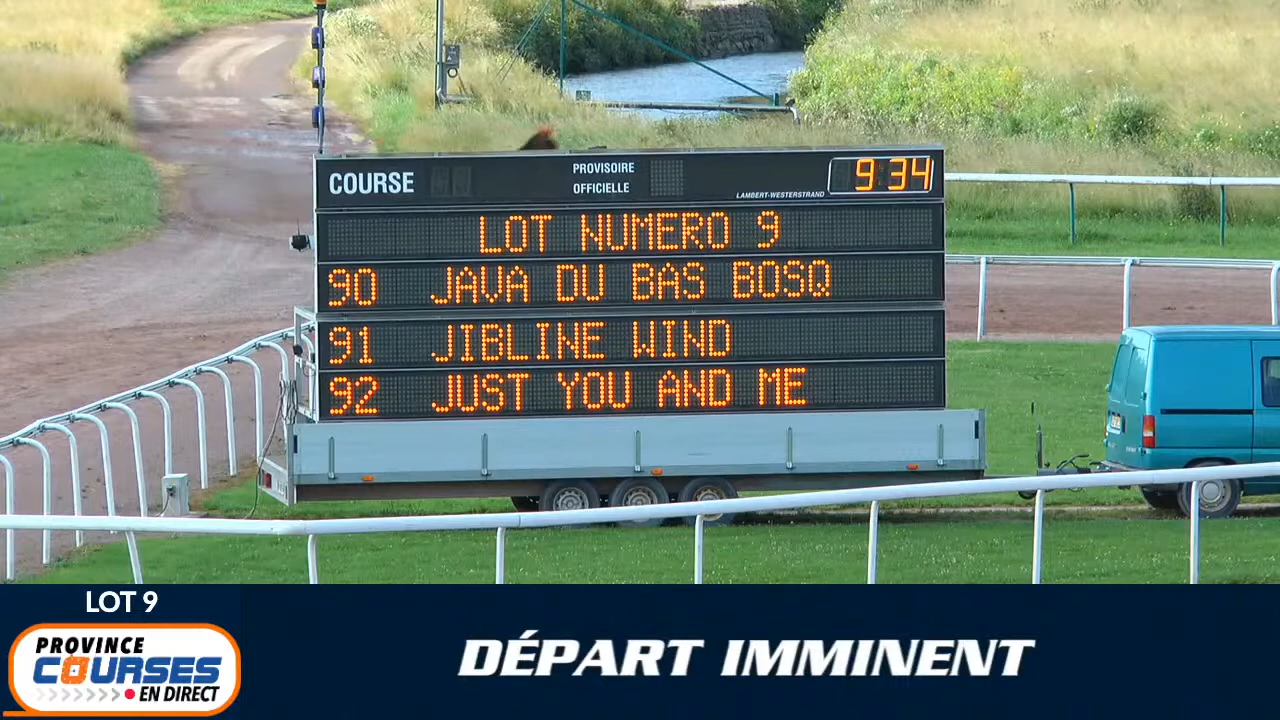 COURSE
PROVISOIRE
OFFICIELLE
LAMBERT-WESTERSTRAND
9 34
LOT NUMERO 9
90 JAVA DU BAS BOSQ
91 JIBLINE WIND
92 JUST YOU AND ME
LOT 9
PROVINCE
COURSES
EN DIRECT
DÉPART IMMINENT